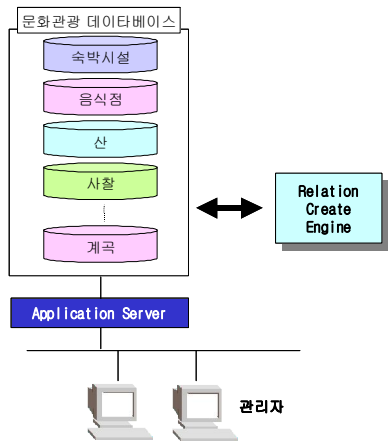 문화관광 데이타베이스
숙박시설
음식점
산
사찰
계곡
Relation
Create
Engine
Application Server
관리자